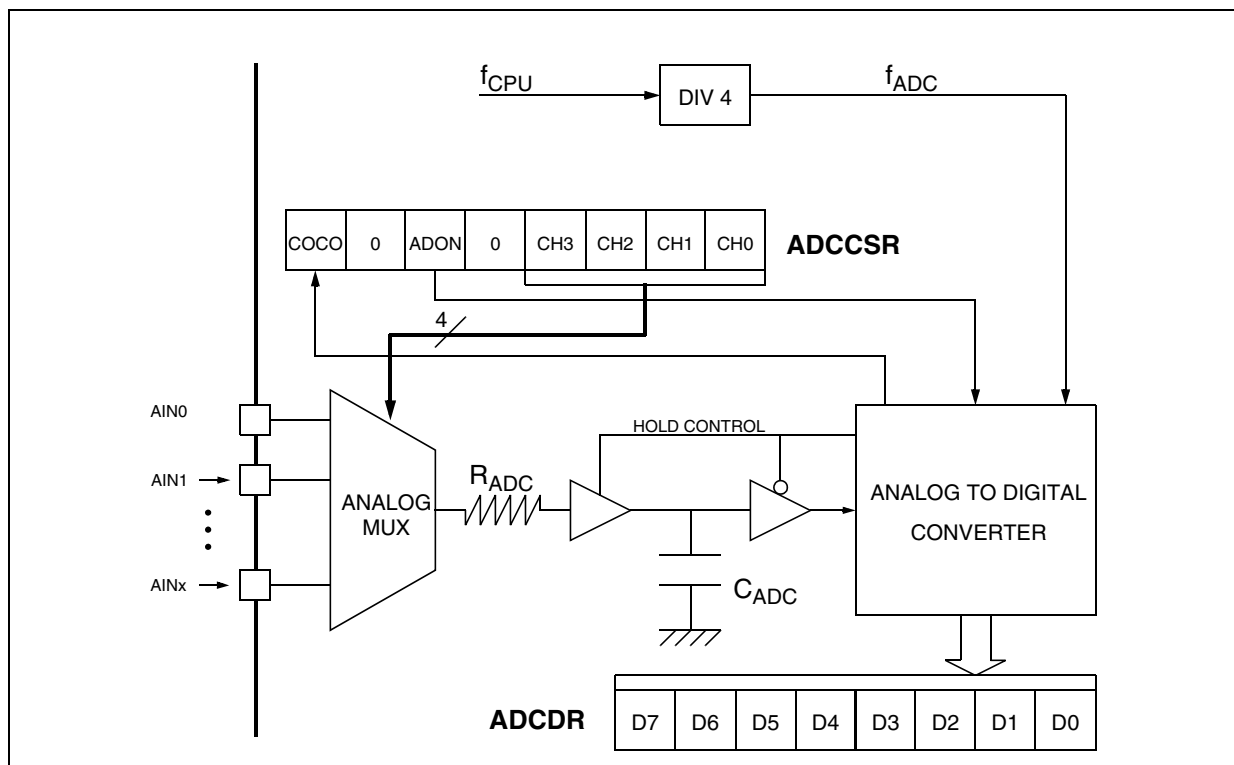 fCPU
DIV 4
fADC
COCO 0 ADON 0 CH3 CH2 CH1 CH0
ADCCSR
4
AIN0
HOLD CONTROL
AIN1
RADC
ANALOG
MUX
ANALOG TO DIGITAL
CONVERTER
AINx
CADC
ADCDR
D7 D6 D5 D4 D3 D2 D1 D0